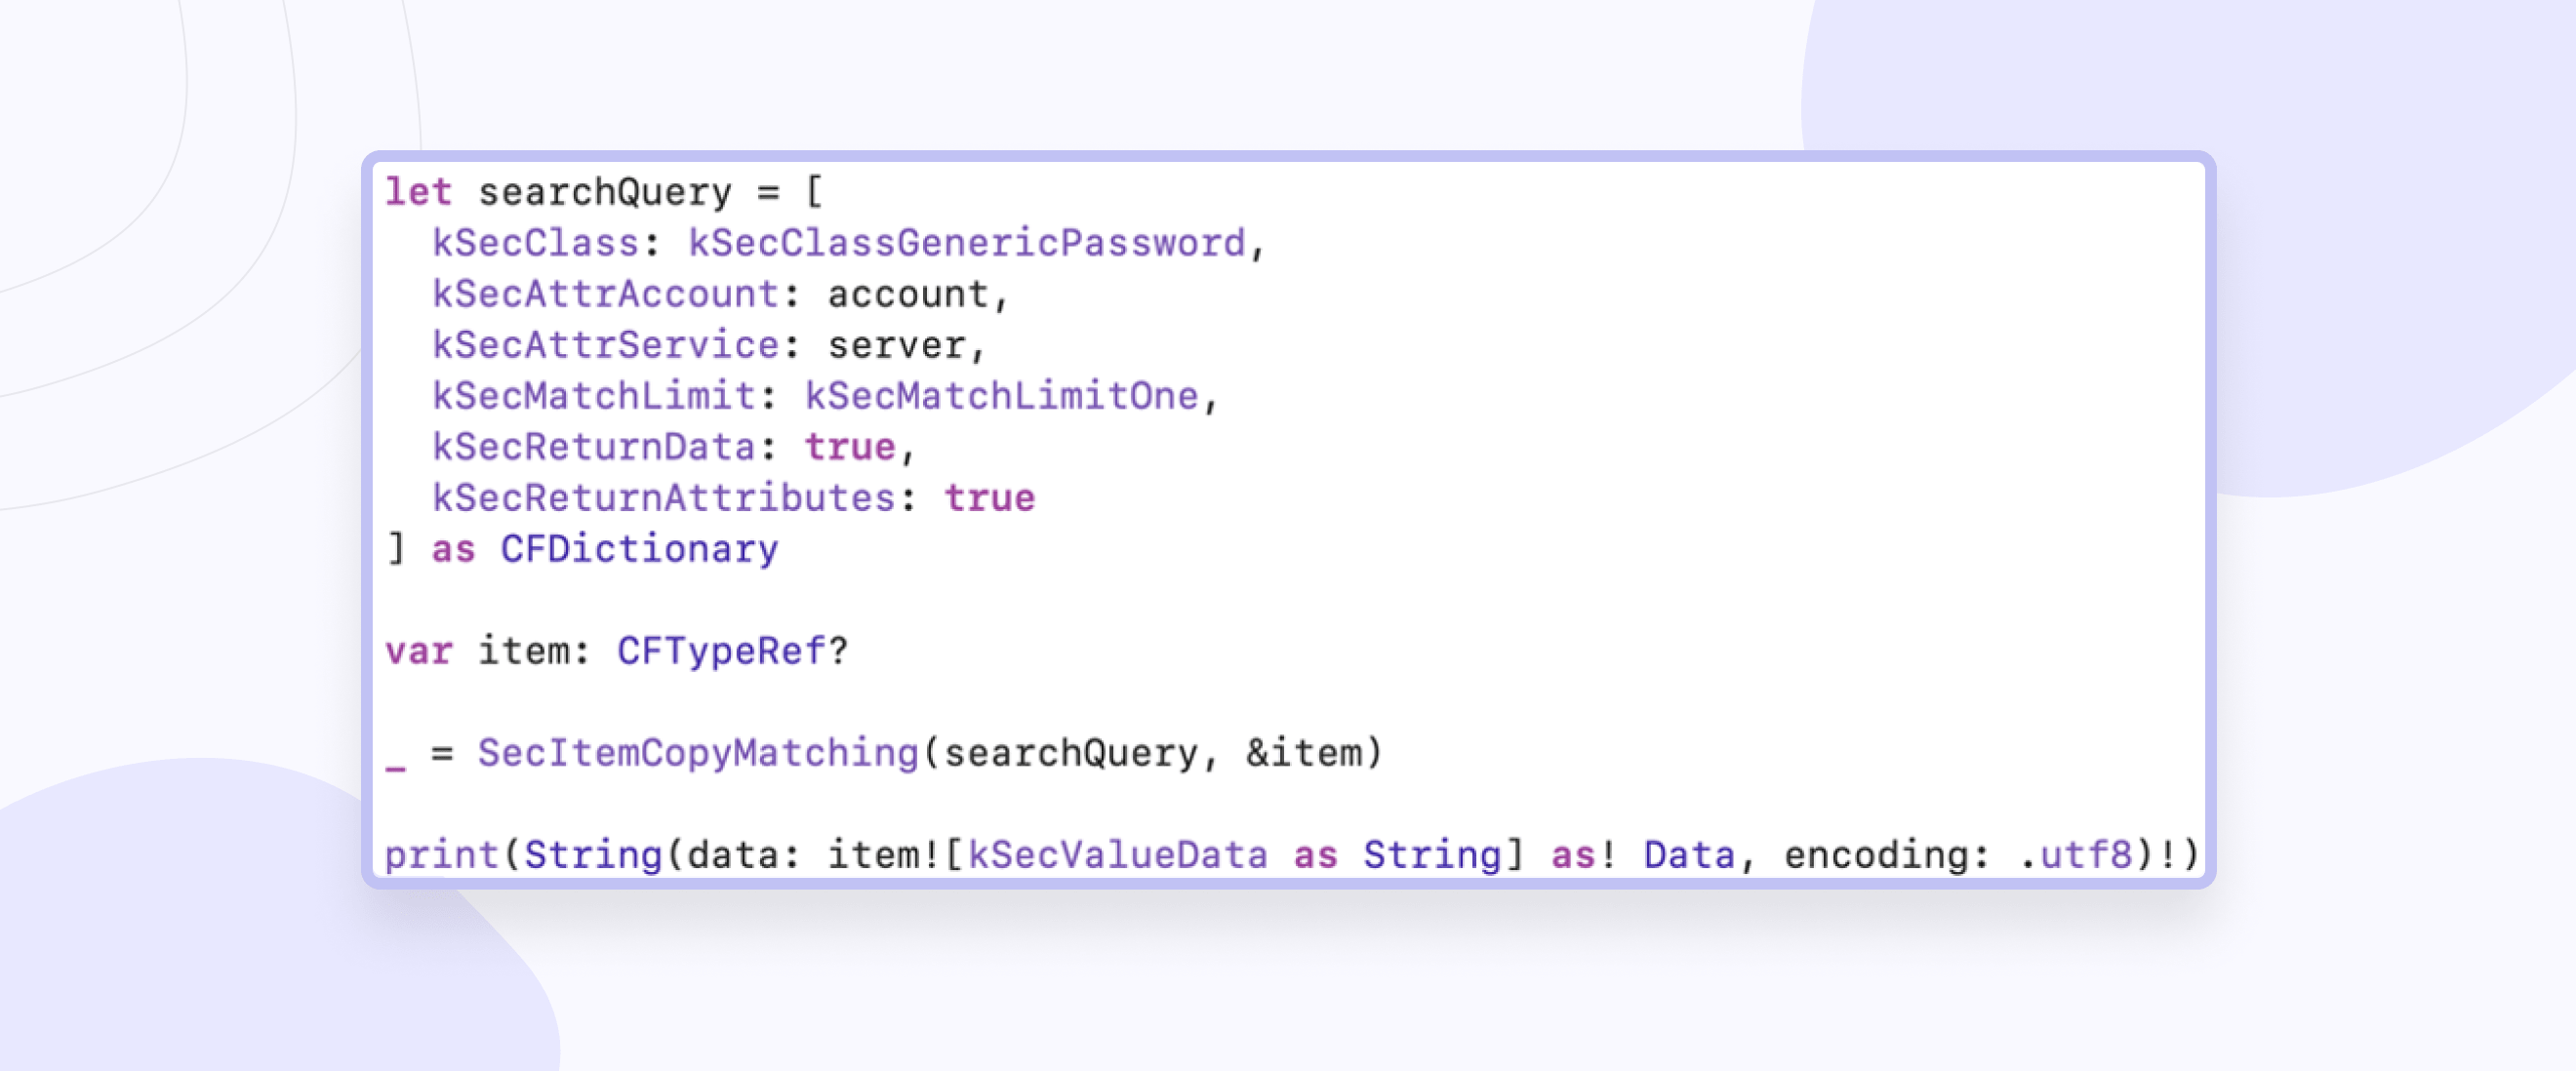 let searchQuery = [
  kSecClass: kSecClassGenericPassword,
  kSecAttrAccount: account,
  kSecAttrService: server,
  kSecMatchLimit: kSecMatchLimitOne,
  kSecReturnData: true,
  kSecReturnAttributes: true
] as CFDictionary
var item: CFTypeRef?
_ = SecItemCopyMatching(searchQuery, &item)
print(String(data: item![kSecValueData as String] as! Data, encoding: .utf8)!)